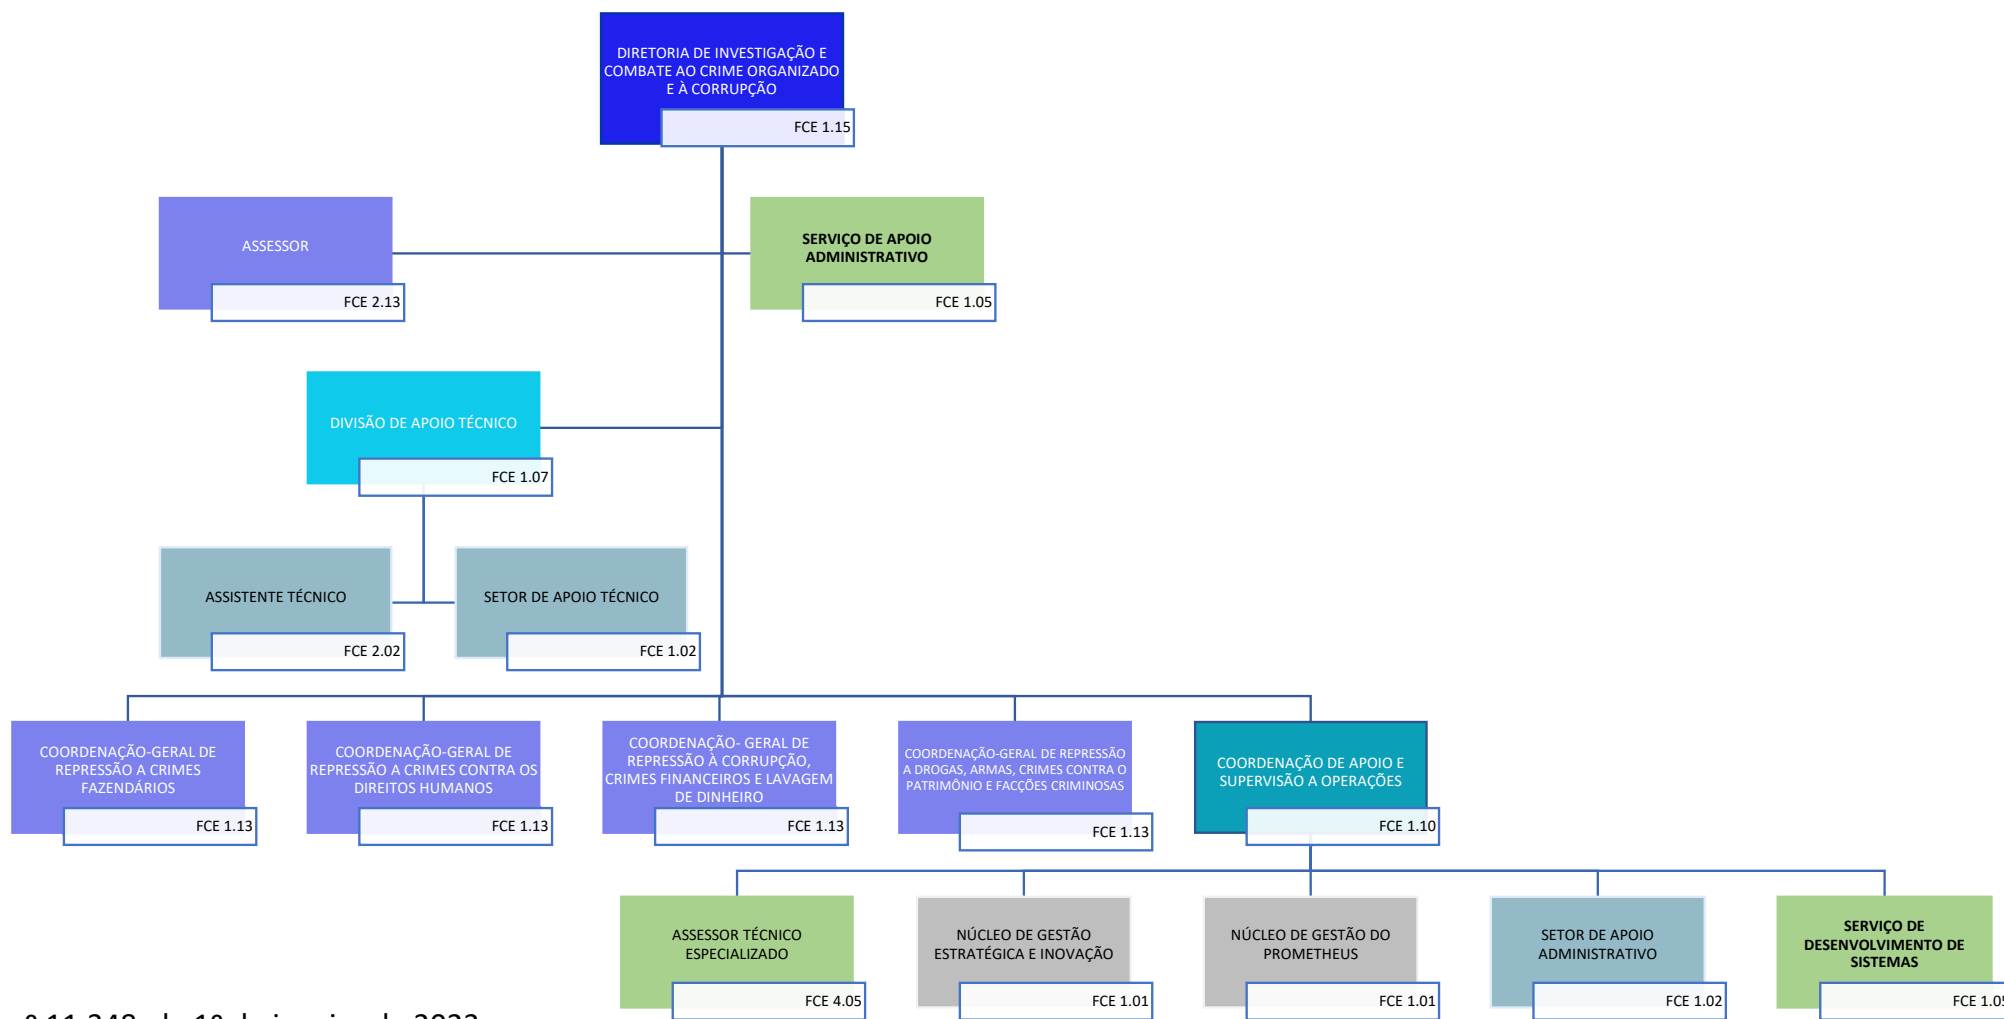 DIRETORIA DE INVESTIGAÇÃO E
COMBATE AO CRIME ORGANIZADO
E À CORRUPÇÃO
FCE 1.15
ASSESSOR
FCE 2.13
SERVIÇO DE APOIO
ADMINISTRATIVO
FCE 1.05
DIVISÃO DE APOIO TÉCNICO
FCE 1.07
ASSISTENTE TÉCNICO
FCE 2.02
SETOR DE APOIO TÉCNICO
FCE 1.02
COORDENAÇÃO-GERAL DE
REPRESSÃO A CRIMES
FAZENDÁRIOS
FCE 1.13
COORDENAÇÃO-GERAL DE
REPRESSÃO A CRIMES CONTRA OS
DIREITOS HUMANOS
FCE 1.13
COORDENAÇÃO- GERAL DE
REPRESSÃO À CORRUPÇÃO,
CRIMES FINANCEIROS E LAVAGEM
DE DINHEIRO
FCE 1.13
COORDENAÇÃO-GERAL DE REPRESSÃO
A DROGAS, ARMAS, CRIMES CONTRA O
PATRIMÔNIO E FACÇÕES CRIMINOSAS
FCE 1.13
COORDENAÇÃO DE APOIO E
SUPERVISÃO A OPERAÇÕES
FCE 1.10
ASSESSOR TÉCNICO
ESPECIALIZADO
FCE 4.05
NÚCLEO DE GESTÃO
ESTRATÉGICA E INOVAÇÃO
FCE 1.01
NÚCLEO DE GESTÃO DO
PROMETHEUS
FCE 1.01
SETOR DE APOIO
ADMINISTRATIVO
FCE 1.02
SERVIÇO DE
DESENVOLVIMENTO DE
SISTEMAS
FCE 1.05